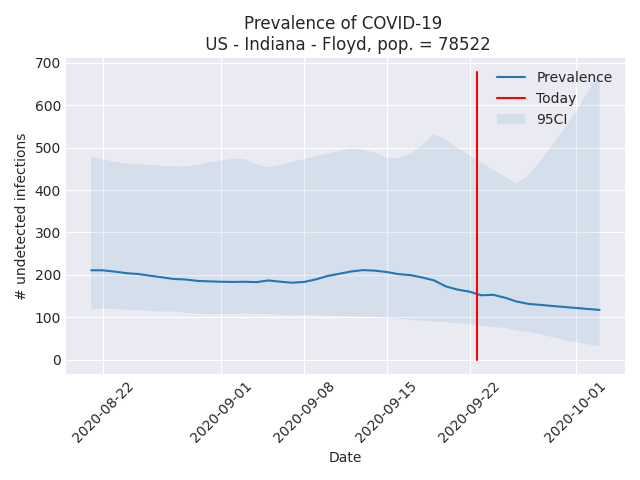 Prevalence of COVID-19
US - Indiana - Floyd, pop. = 78522
700
600
500
400
300
200
100
0
# undetected infections
Prevalence
Today
95CI
2020-08-22
2020-09-01
2020-09-08
2020-09-15
2020-09-22
2020-10-01
Date